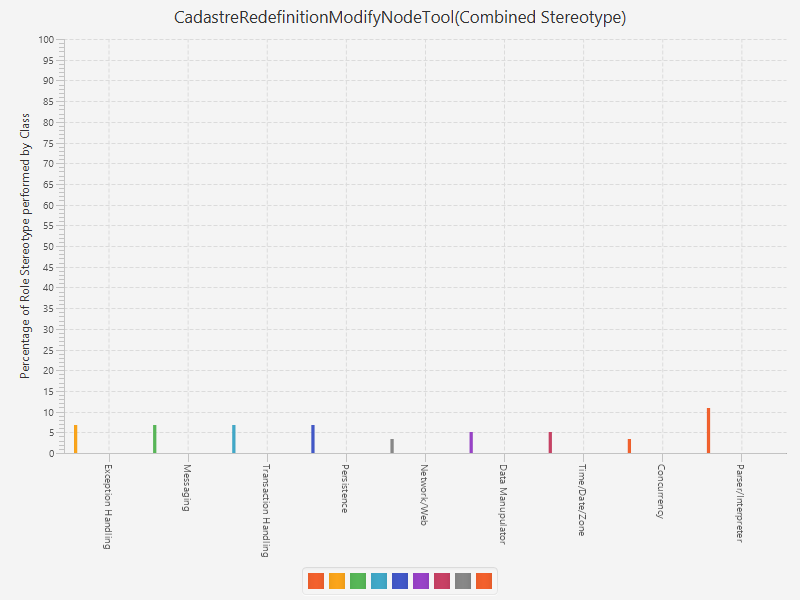 CadastreRedefinitionModifyNodeTool(Combined Stereotype)
Percentage of Role Stereotype performed by Class
100
95
90
85
80
75
70
65
60
55
50
45
40
35
30
25
20
15
10
5
0
Exception Handling
Messaging
Transaction Handling
Persistence
Network/Web
Data Manupulator
Time/Date/Zone
Concurrency
Parser/Interpreter